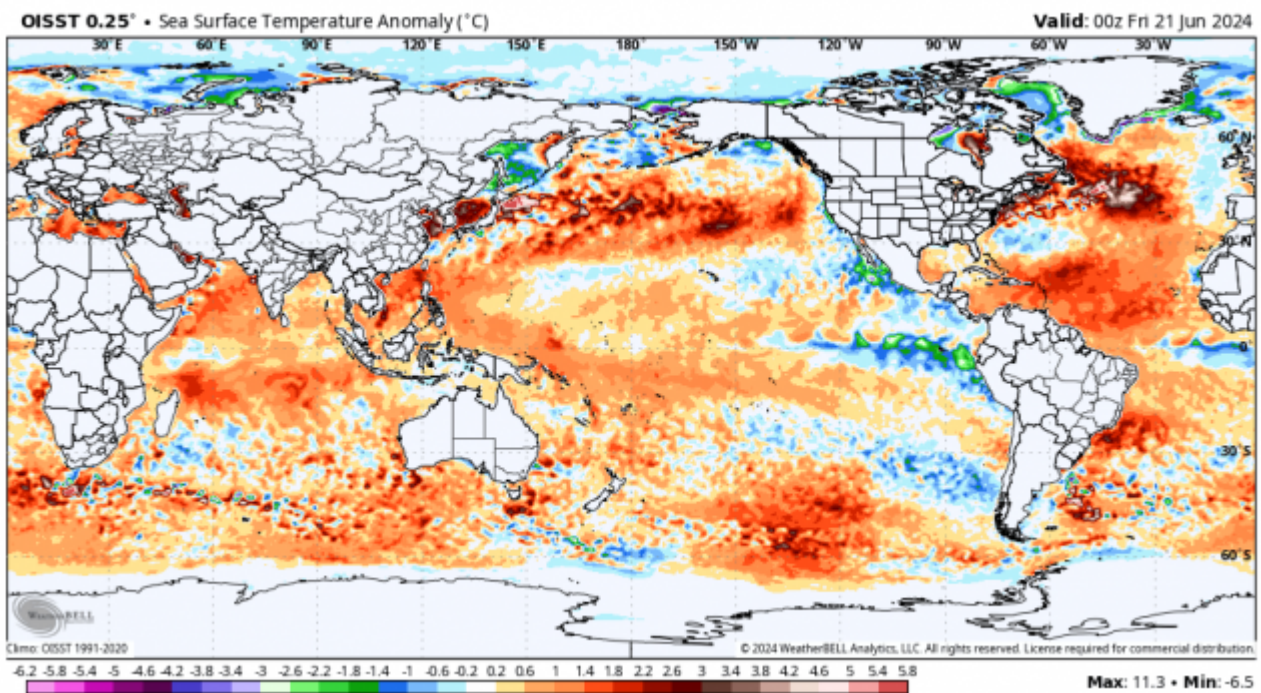 OISST 0.25° • Sea Surface Temperature Anomaly (°C)
Valid: 00z Fri 21 Jun 2024
30°E 60°E 90°E 120°E 150°E 180° 150°W 120°W 90°W 60°W 30°W
60°N
30°N
0°
30°S
60°S
WeatherBELL
Climo: OISST 1991-2020
© 2024 WeatherBELL Analytics, LLC. All rights reserved. License required for commercial distribution.
-6.2 -5.8 -5.4 -5 -4.6 -4.2 -3.8 -3.4 -3 -2.6 -2.2 -1.8 -1.4 -1 -0.6 -0.2 0.2 0.6 1 1.4 1.8 2.2 2.6 3 3.4 3.8 4.2 4.6 5 5.4 5.8
Max: 11.3 • Min: -6.5